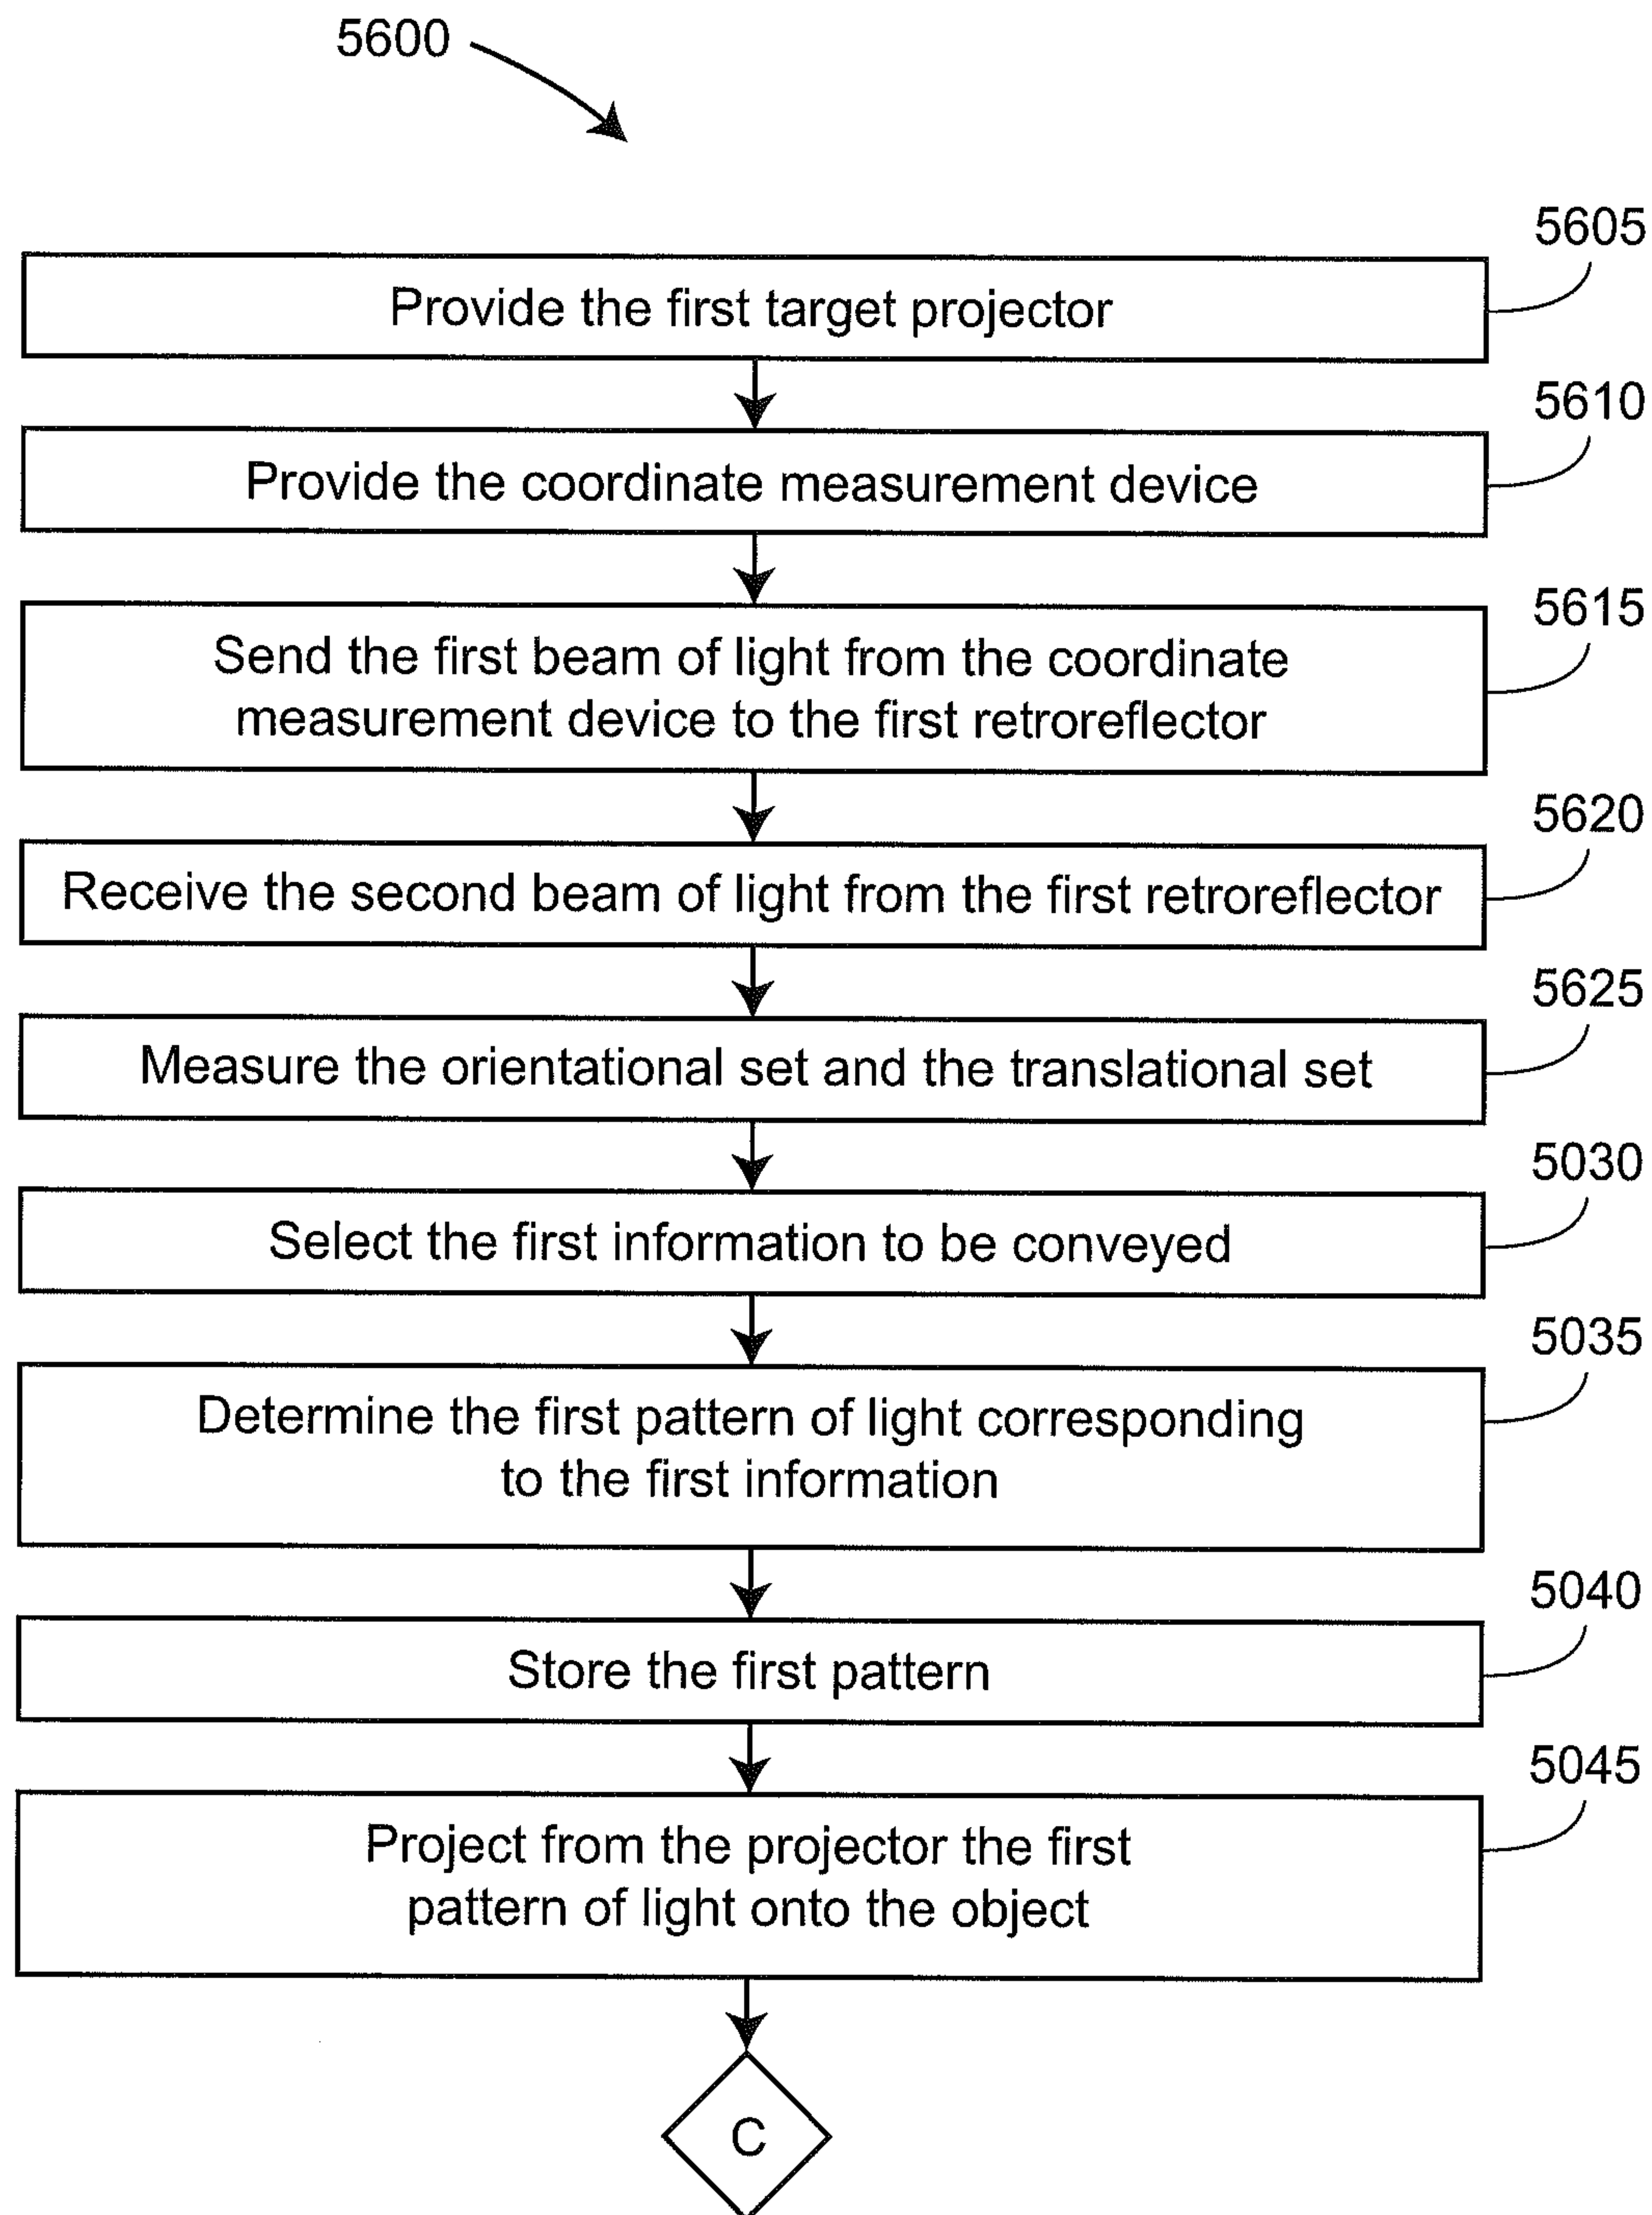 5600
5605
Provide the first target projector
5610
Provide the coordinate measurement device
5615
Send the first beam of light from the coordinate
measurement device to the first retroreflector
5620
Receive the second beam of light from the first retroreflector
5625
Measure the orientational set and the translational set
5030
Select the first information to be conveyed
5035
Determine the first pattern of light corresponding
to the first information
5040
Store the first pattern
5045
Project from the projector the first
pattern of light onto the object
C